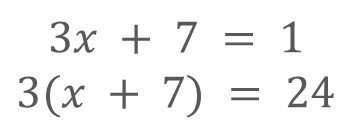 3x + 7 = 1
3(x + 7) = 24